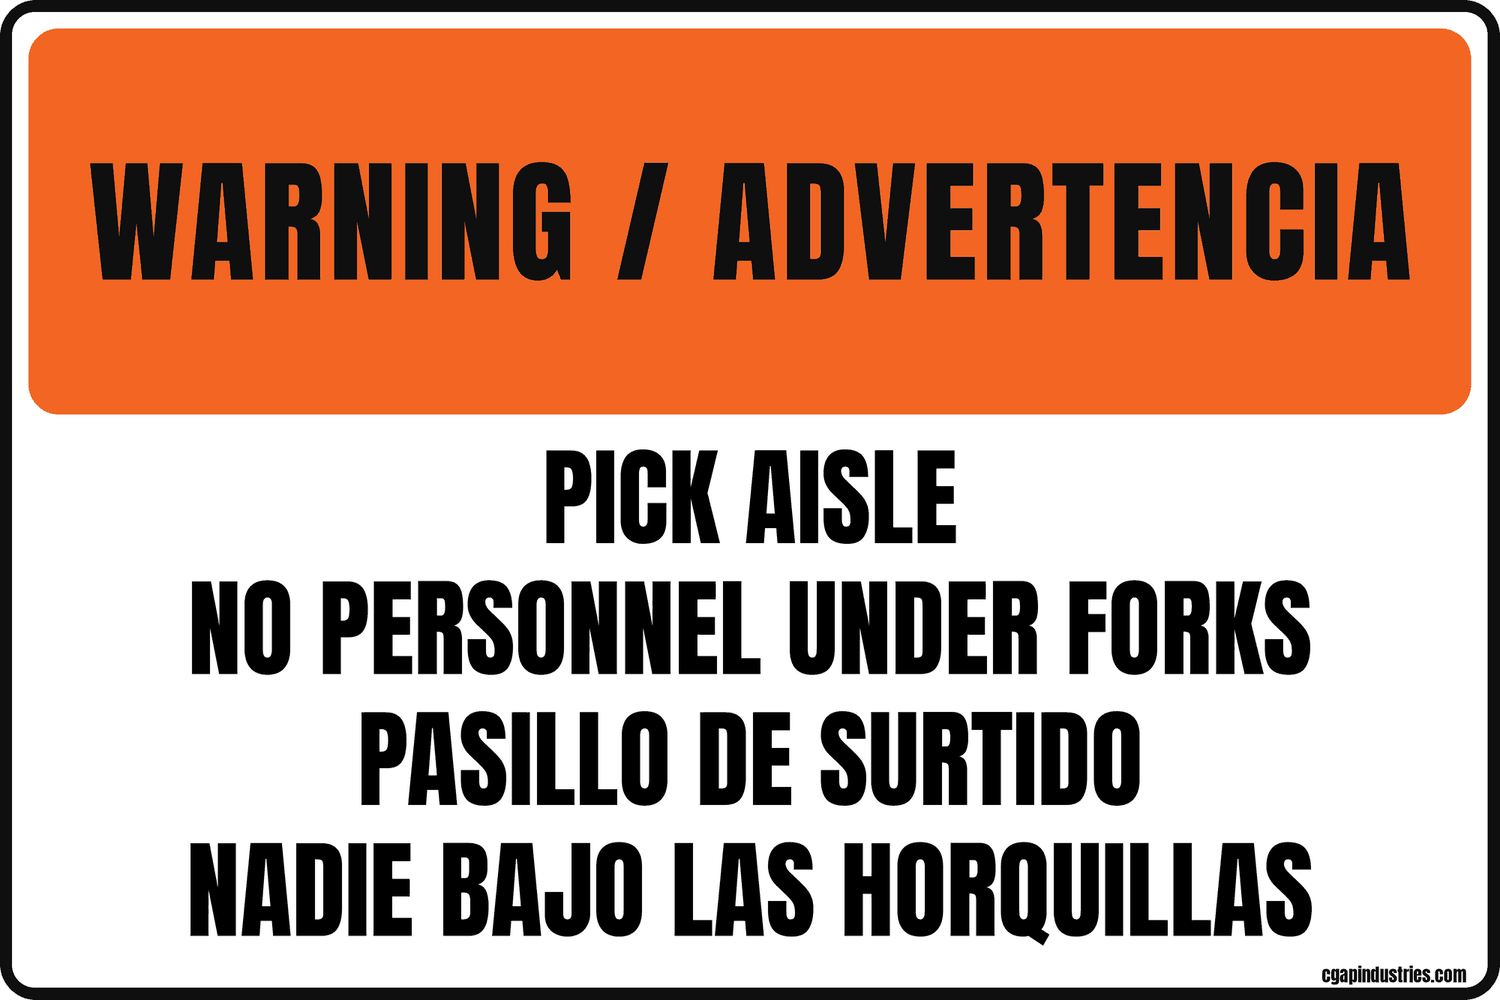 WARNING / ADVERTENCIA
PICK AISLE
NO PERSONNEL UNDER FORKS
PASILLO DE SURTIDO
NADIE BAJO LAS HORQUILLAS
cgapindustries.com